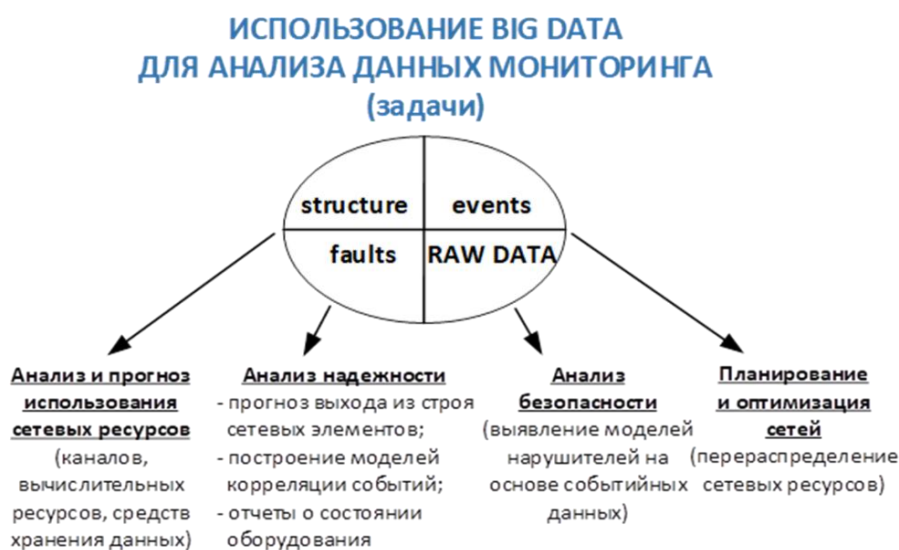 ИСПОЛЬЗОВАНИЕ BIG DATA
ДЛЯ АНАЛИЗА ДАННЫХ МОНИТОРИНГА
(задачи)
structure
events
faults
RAW DATA
Анализ и прогноз
использования
сетевых ресурсов
(каналов,
вычислительных
ресурсов, средств
хранения данных)
Анализ надежности
- прогноз выхода из строя
сетевых элементов;
- построение моделей
корреляции событий;
- отчеты о состоянии
оборудования
Анализ
безопасности
(выявление моделей
нарушителей на
основе событийных
данных)
Планирование
и оптимизация
сетей
(перераспределение
сетевых ресурсов)